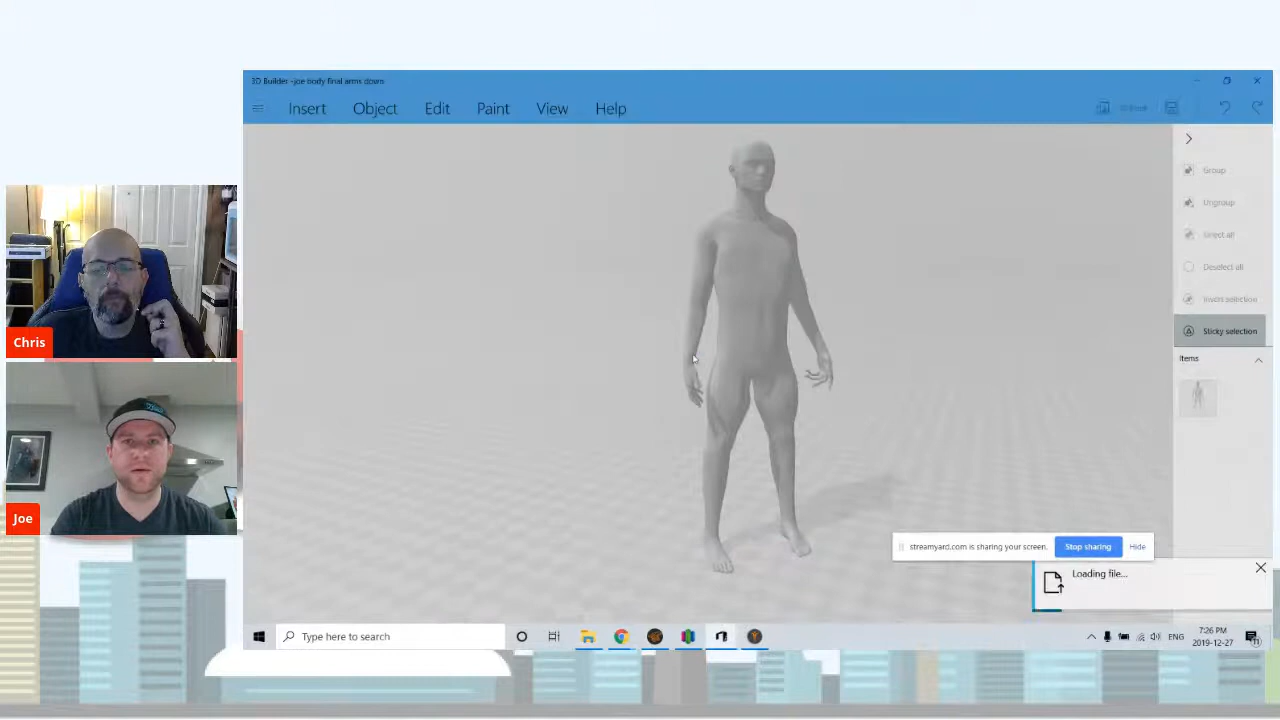 3D Builder - joe body final arms down
Insert
Object
Edit
Paint
View
Help
Group
Ungroup
Select all
Deselect all
Invert selection
Sticky selection
Items
Chris
Joe
streamyard.com is sharing your screen.
Stop sharing
Hide
Loading file...
Type here to search
ENG
7:26 PM
2019-12-27